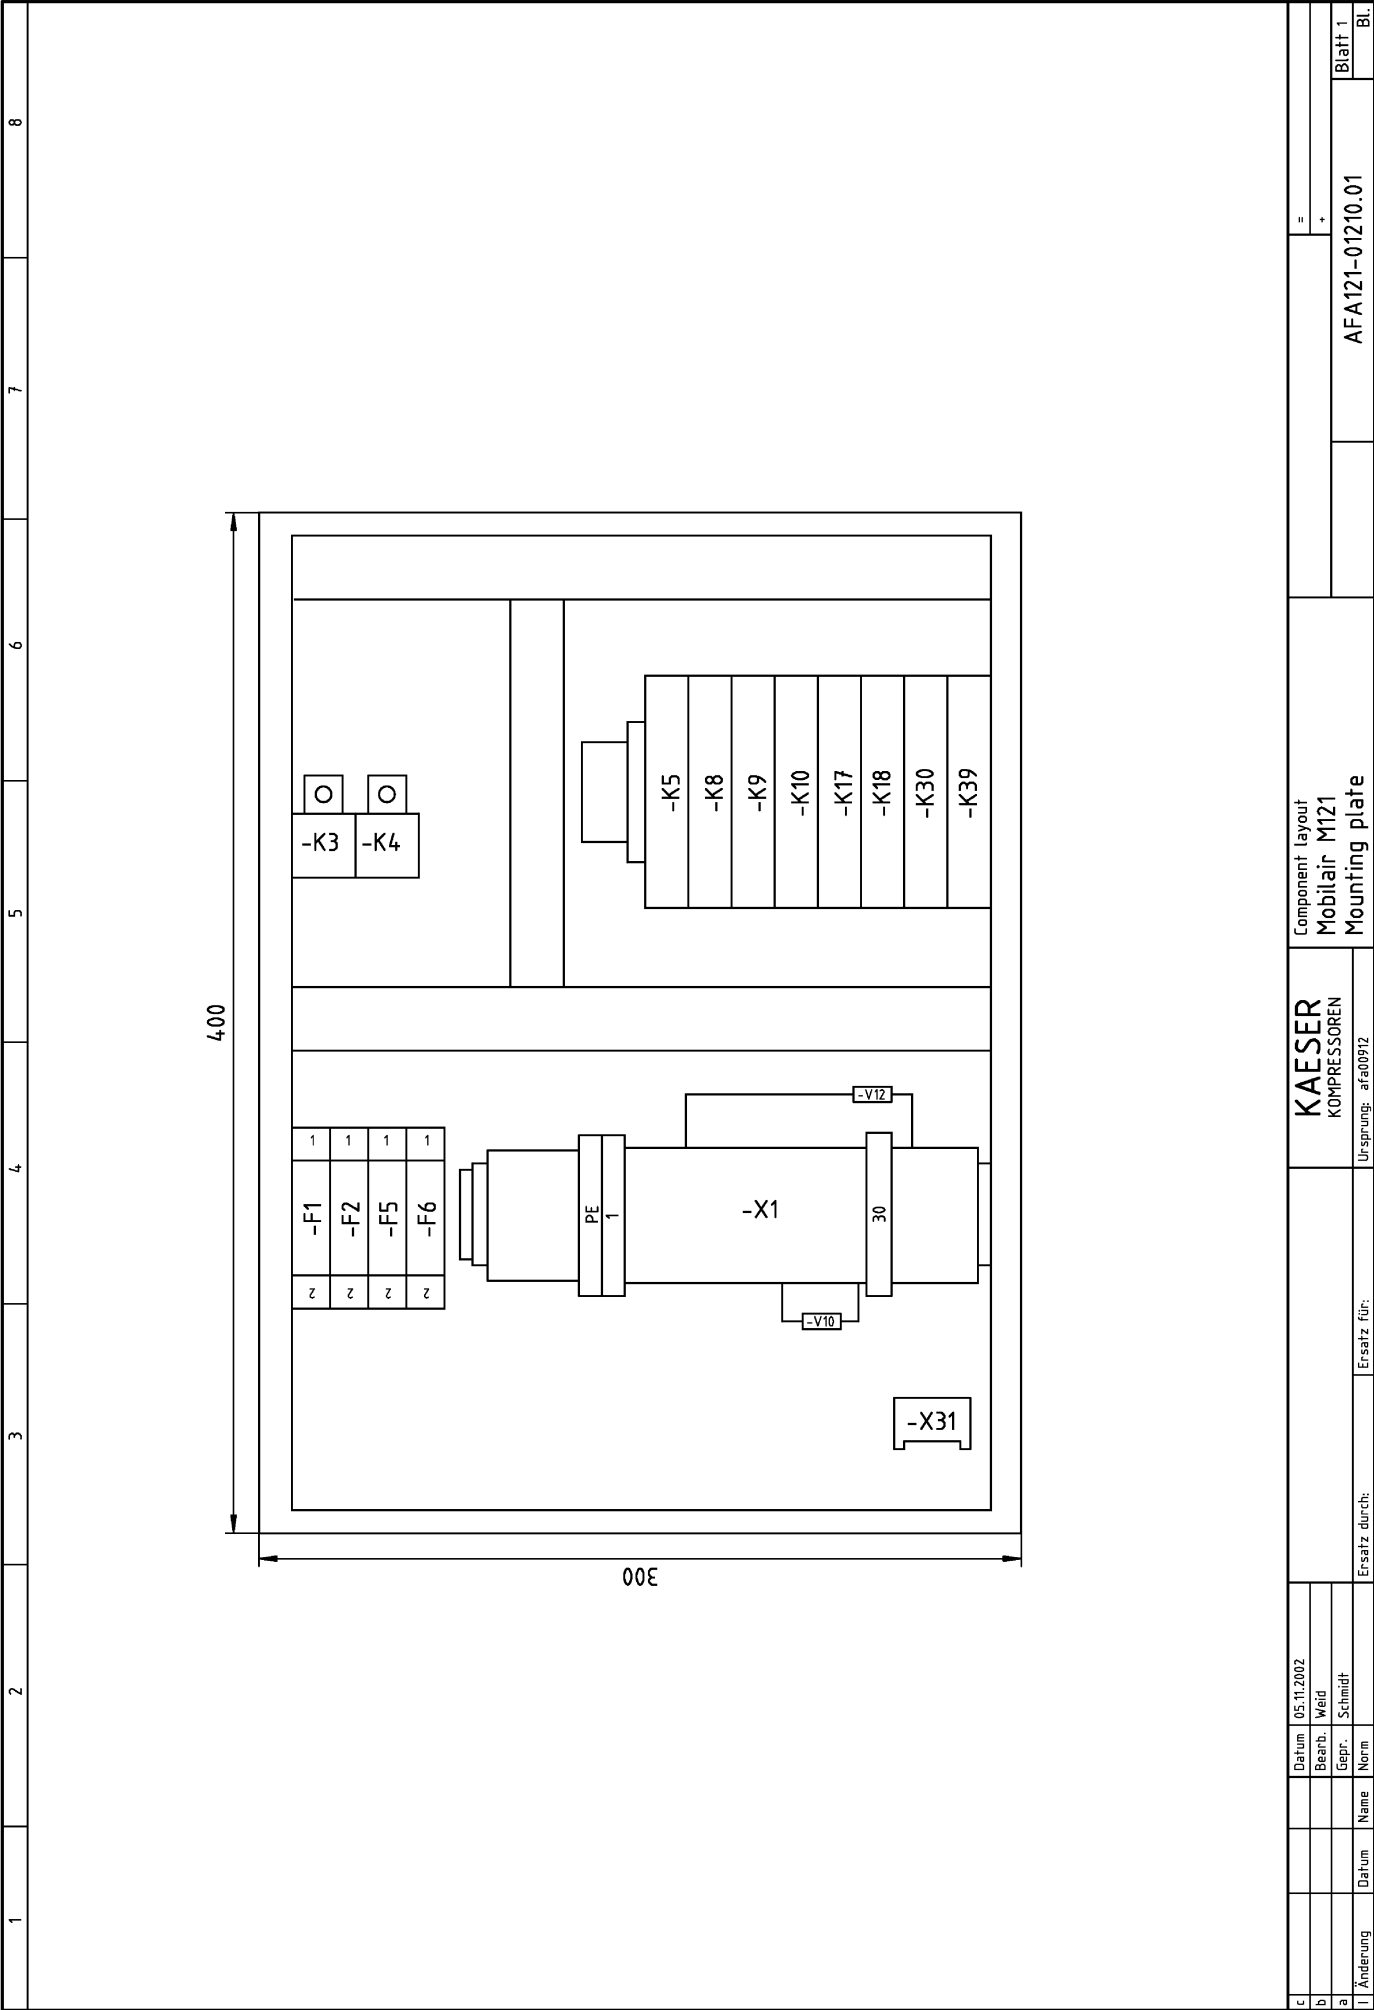 1 2 3 4 5 6 7 8
400
300
-F1
-F2
-F5
-F6
1 1 1 1
2 2 2 2
-K3 -K4
-K5
-K8
-K9
-K10
-K17
-K18
-K30
-K39
PE
1
-X1
30
-V12
-V10
-X31
c
b
a
Änderung Datum Name Norm
Datum 05.11.2002
Bearb. Weid
Gepr. Schmidt
Ersatz durch: Ersatz für: Ursprung: afa00912
KAESER
KOMPRESSOREN
Component layout
Mobilair M121
Mounting plate
=
+
AFA121-01210.01
Blatt 1
Bl.